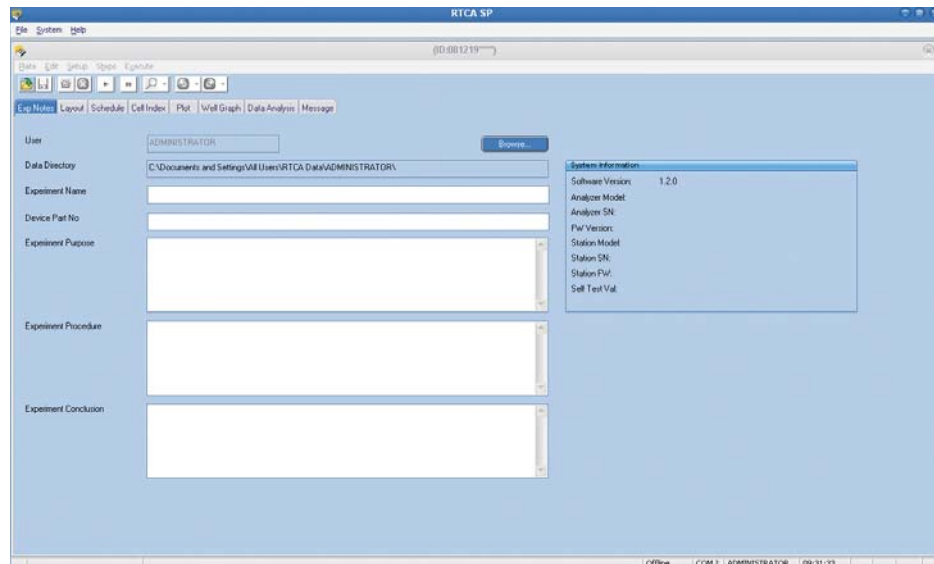 RTCA SP
File System Help
(ID:081219****)
Data Edit Setup Steps Execute
Exp Notes Layout Schedule Cell Index Plot Well Graph Data Analysis Message
User ADMINISTRATOR Browse...
Data Directory C:\Documents and Settings\All Users\RTCA Data\ADMINISTRATOR\
Experiment Name
Device Part No
Experiment Purpose
Experiment Procedure
Experiment Conclusion
System Information
Software Version: 1.2.0
Analyzer Model:
Analyzer SN:
FW Version:
Station Model
Station SN:
Station FW:
Self Test Val:
Offline COM 2 ADMINISTRATOR 09:31:22